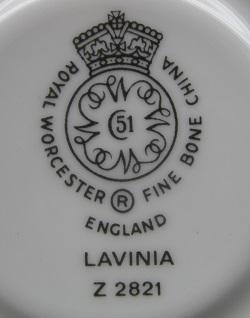 ROYAL WORCESTER ® FINE BONE CHINA
51
ENGLAND
LAVINIA
Z 2821